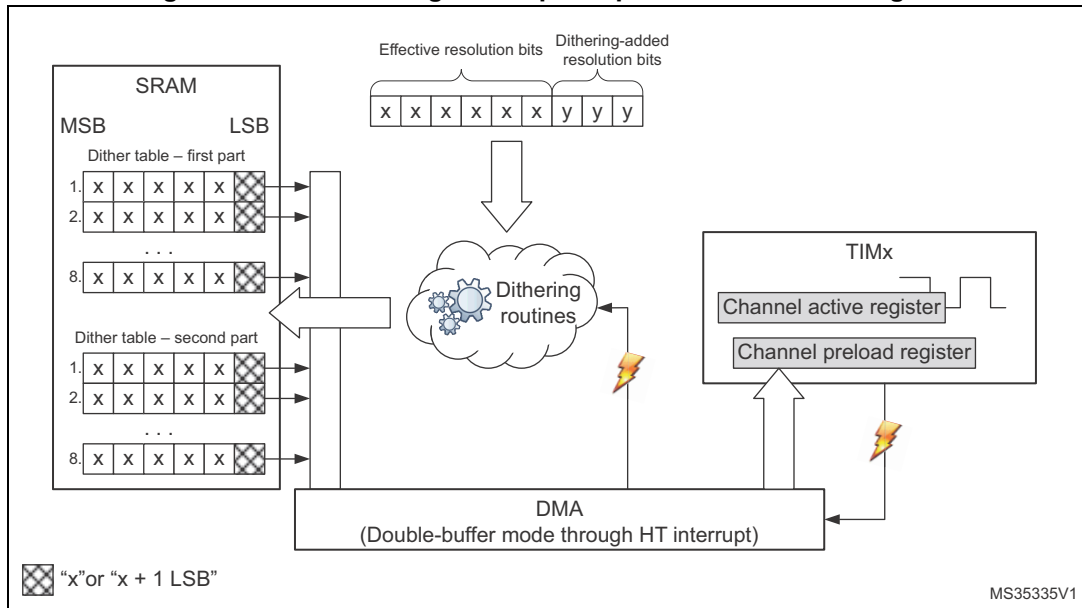 Effective resolution bits
Dithering-added
resolution bits
x x x x x x y y y
SRAM
MSB LSB
Dither table – first part
1. x x x x x
2. x x x x x
. . .
8. x x x x x
Dither table – second part
1. x x x x x
2. x x x x x
. . .
8. x x x x x
Dithering
routines
TIMx
Channel active register
Channel preload register
DMA
(Double-buffer mode through HT interrupt)
“x”or “x + 1 LSB”
MS35335V1